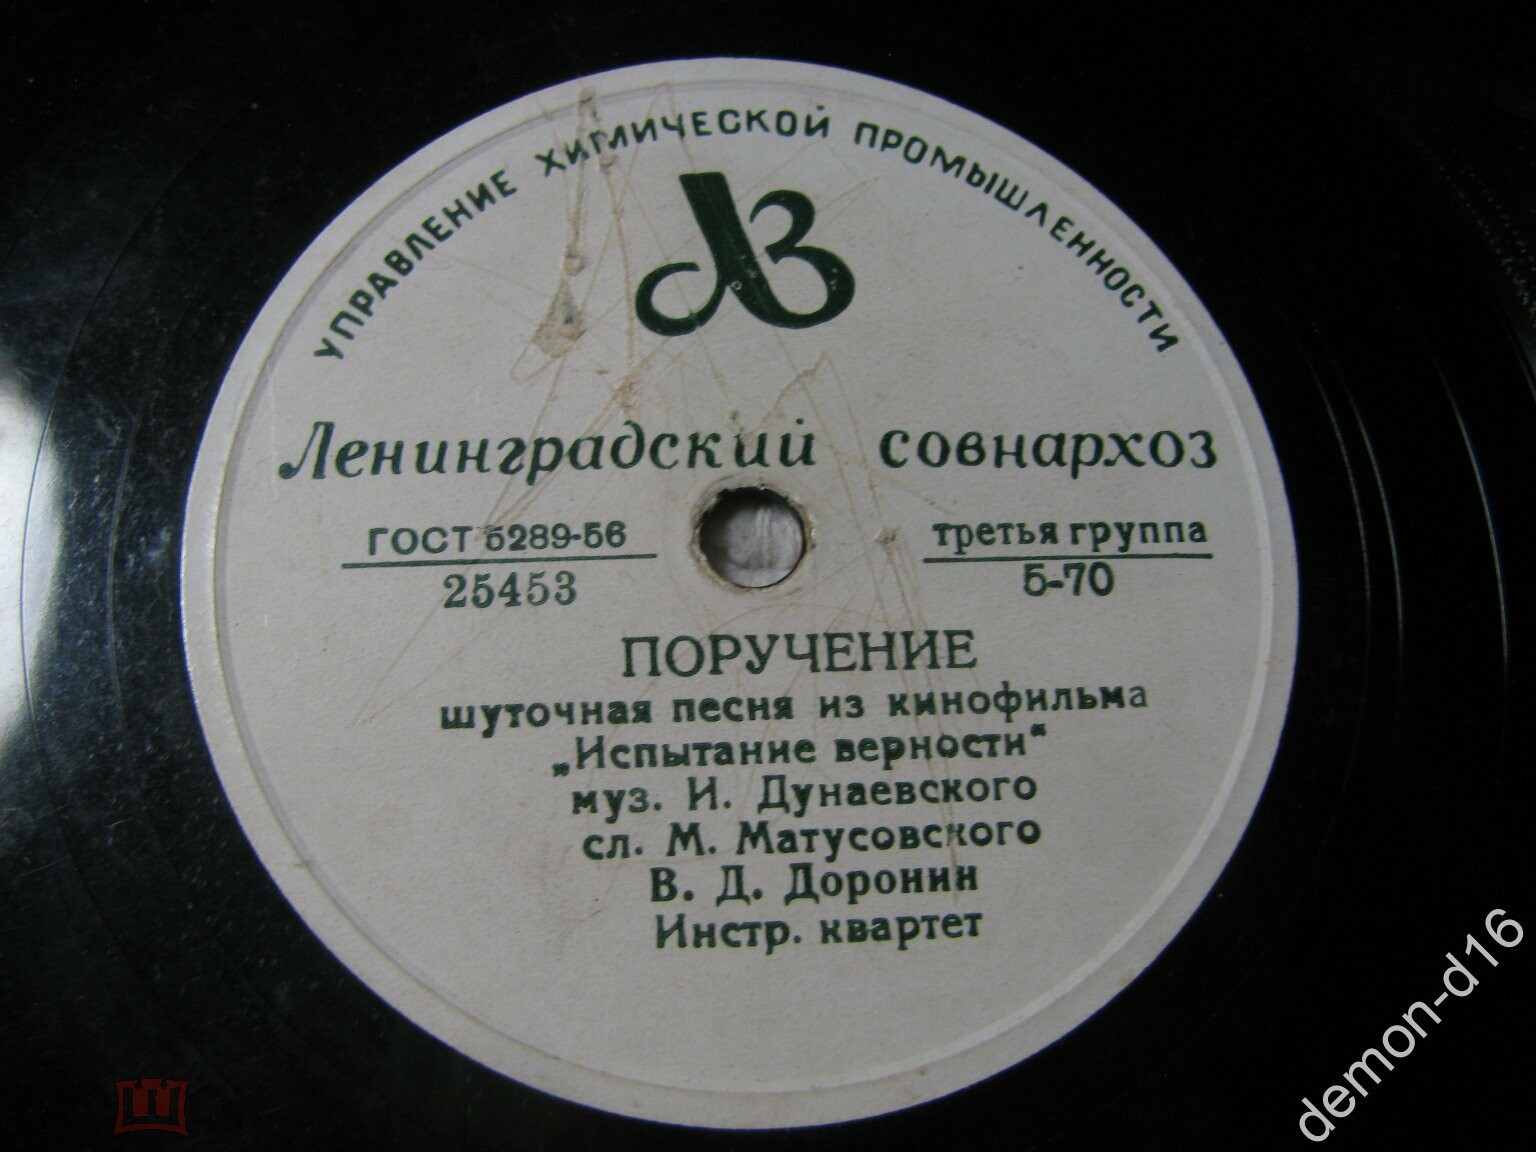 УПРАВЛЕНИЕ ХИМИЧЕСКОЙ ПРОМЫШЛЕННОСТИ
ЛЗ
Ленинградский совнархоз
ГОСТ 5289-56
25453
третья группа
5-70
ПОРУЧЕНИЕ
шуточная песня из кинофильма
„Испытание верности“
муз. И. Дунаевского
сл. М. Матусовского
В. Д. Доронин
Инстр. квартет
demon-d16